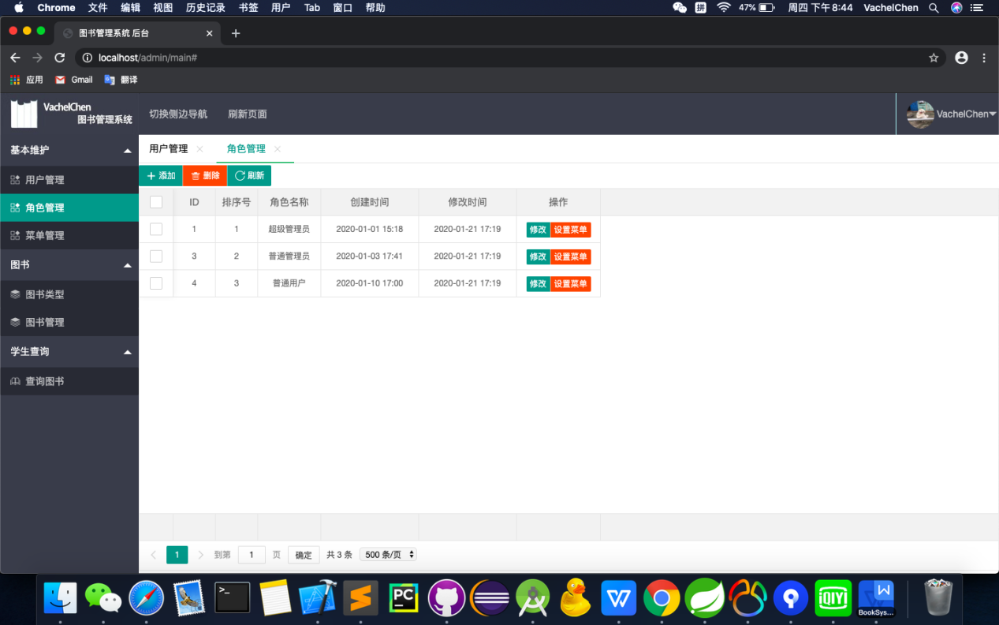 Chrome 文件 编辑 视图 历史记录 书签 用户 Tab 窗口 帮助 拼 47% 周四 下午8:44 VachelChen
图书管理系统 后台
localhost/admin/main#
应用 Gmail 翻译
VachelChen
图书管理系统
切换侧边导航 刷新页面 VachelChen
基本维护
用户管理
角色管理
菜单管理
图书
图书类型
图书管理
学生查询
查询图书
用户管理 角色管理
添加 删除 刷新
ID 排序号 角色名称 创建时间 修改时间 操作
1 1 超级管理员 2020-01-01 15:18 2020-01-21 17:19 修改 设置菜单
3 2 普通管理员 2020-01-03 17:41 2020-01-21 17:19 修改 设置菜单
4 3 普通用户 2020-01-10 17:00 2020-01-21 17:19 修改 设置菜单
1 到第 1 页 确定 共 3 条 500 条/页
>_ PC W QIYI W
BookSys...